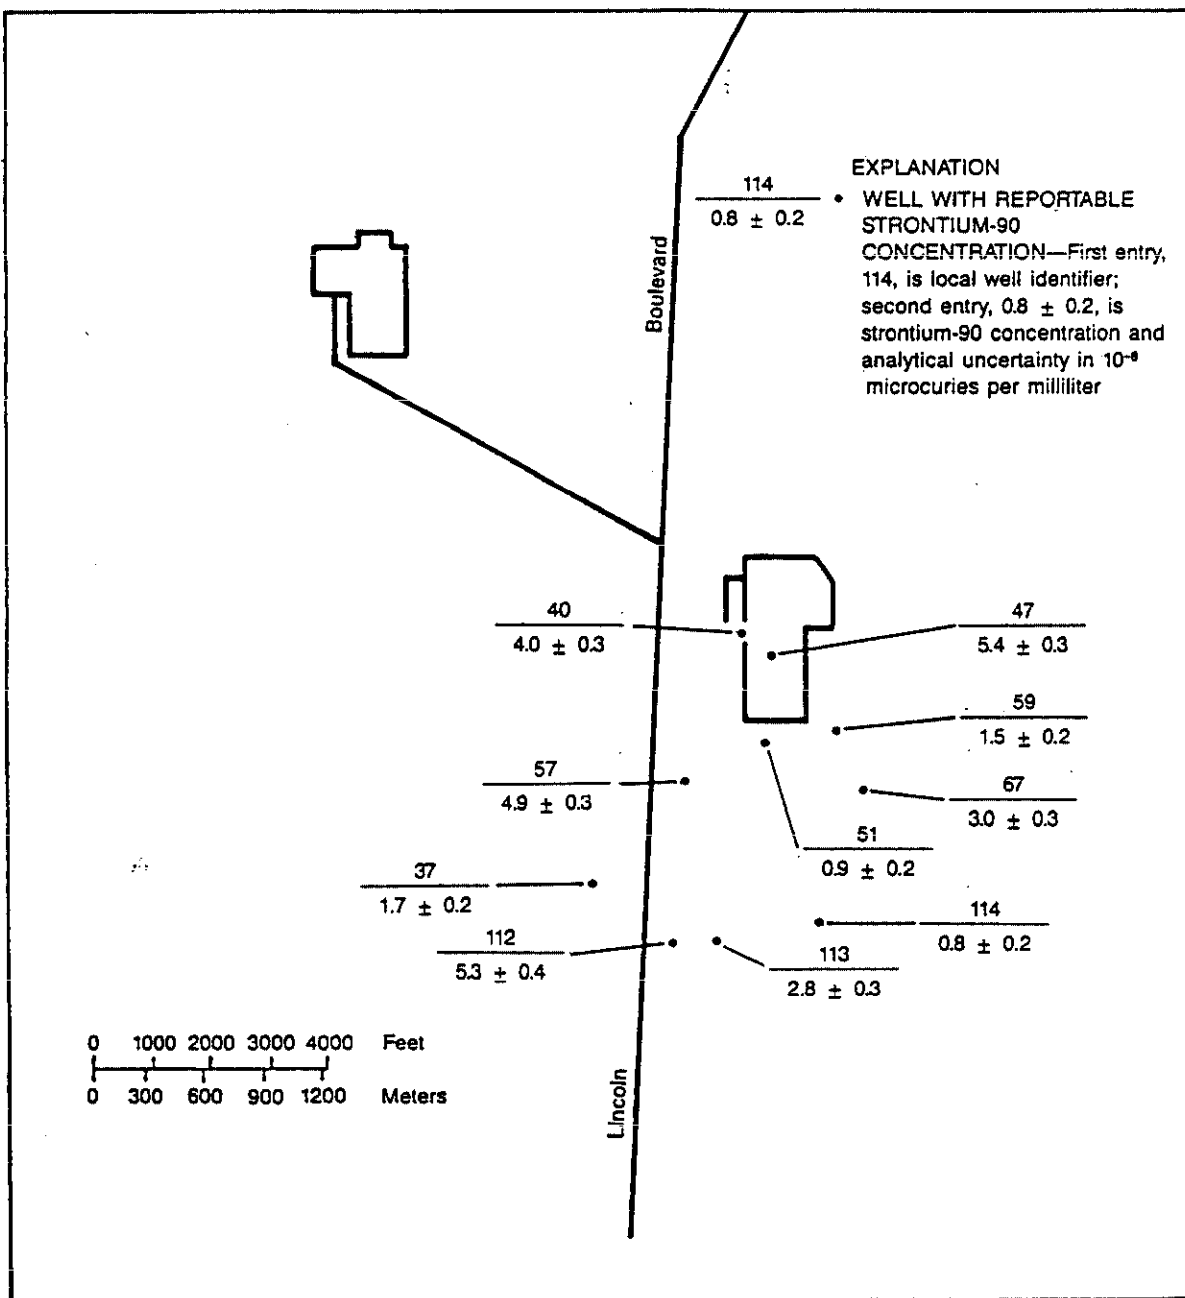 EXPLANATION
114
0.8 ± 0.2
WELL WITH REPORTABLE
STRONTIUM-90
CONCENTRATION—First entry,
114, is local well identifier;
second entry, 0.8 ± 0.2, is
strontium-90 concentration and
analytical uncertainty in 10⁻⁸
microcuries per milliliter
Boulevard
40
4.0 ± 0.3
47
5.4 ± 0.3
59
1.5 ± 0.2
57
4.9 ± 0.3
67
3.0 ± 0.3
51
0.9 ± 0.2
37
1.7 ± 0.2
114
0.8 ± 0.2
112
5.3 ± 0.4
113
2.8 ± 0.3
0 1000 2000 3000 4000 Feet
0 300 600 900 1200 Meters
Lincoln